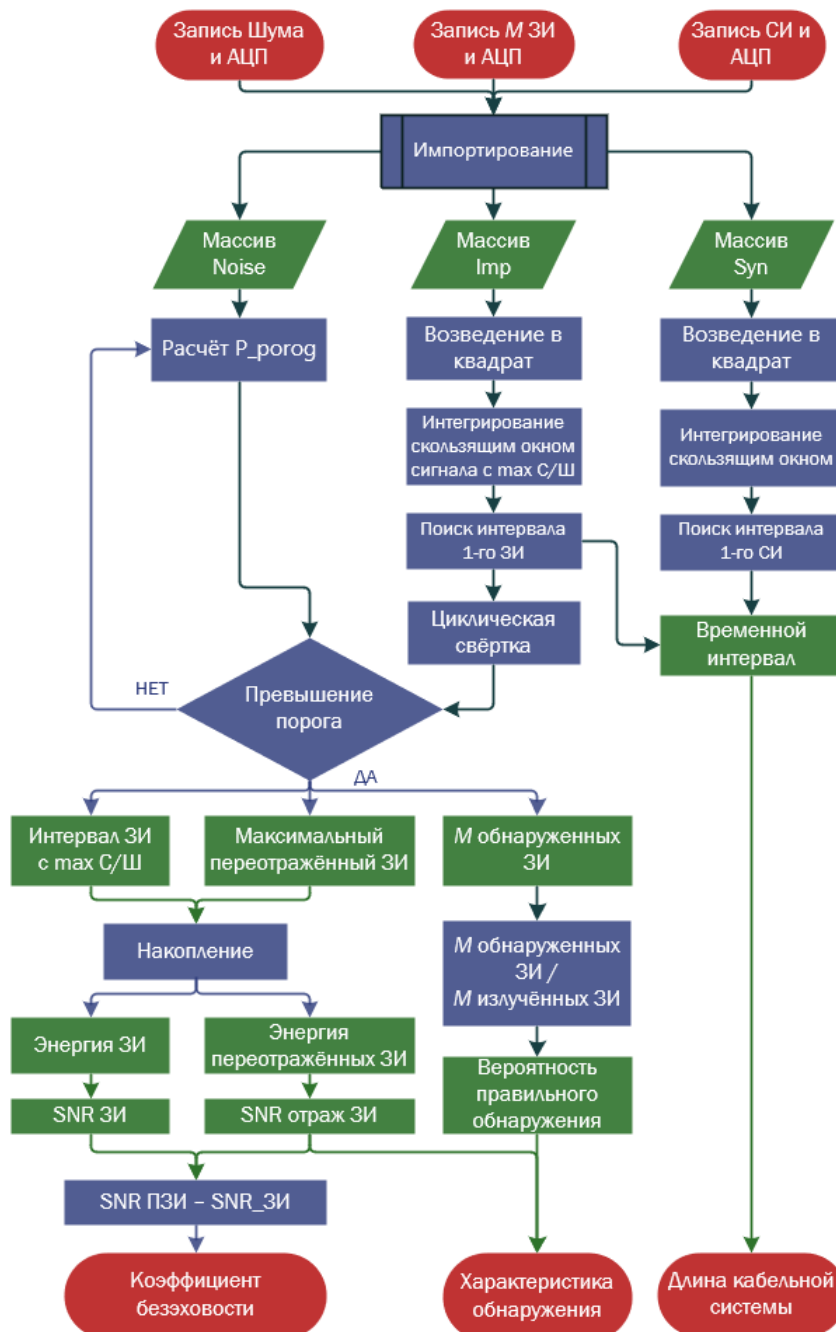 Запись Шума
и АЦП
Запись М ЗИ
и АЦП
Запись СИ и
АЦП
Импортирование
Массив
Noise
Массив
Imp
Массив
Syn
Расчёт P_porog
Возведение в
квадрат
Возведение в
квадрат
Интегрирование
скользящим окном
сигнала с max С/Ш
Интегрирование
скользящим окном
Поиск интервала
1-го ЗИ
Поиск интервала
1-го СИ
Циклическая
свёртка
Временной
интервал
НЕТ
Превышение
порога
ДА
Интервал ЗИ
с max С/Ш
Максимальный
переотражённый ЗИ
М обнаруженных
ЗИ
Накопление
М обнаруженных
ЗИ /
М излучённых ЗИ
Энергия ЗИ
Энергия
переотражённых ЗИ
Вероятность
правильного
обнаружения
SNR ЗИ
SNR отраж ЗИ
SNR ПЗИ – SNR_ЗИ
Коэффициент
безэховости
Характеристика
обнаружения
Длина кабельной
системы